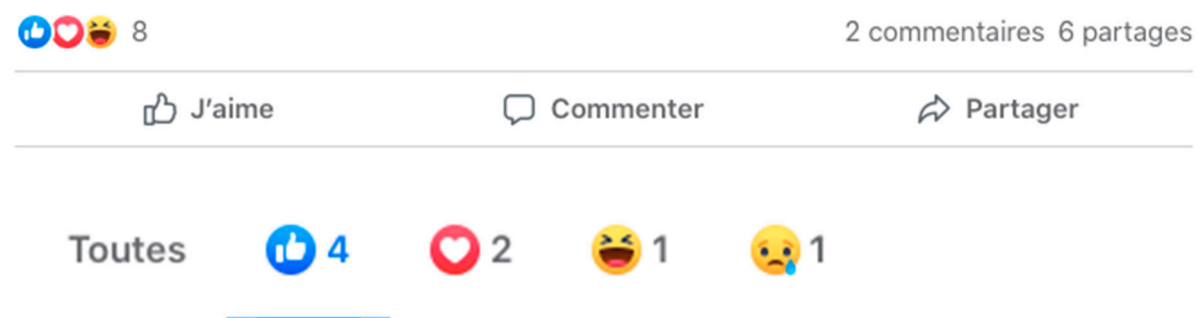 8 2 commentaires 6 partages
J'aime Commenter Partager
Toutes 4 2 1 1